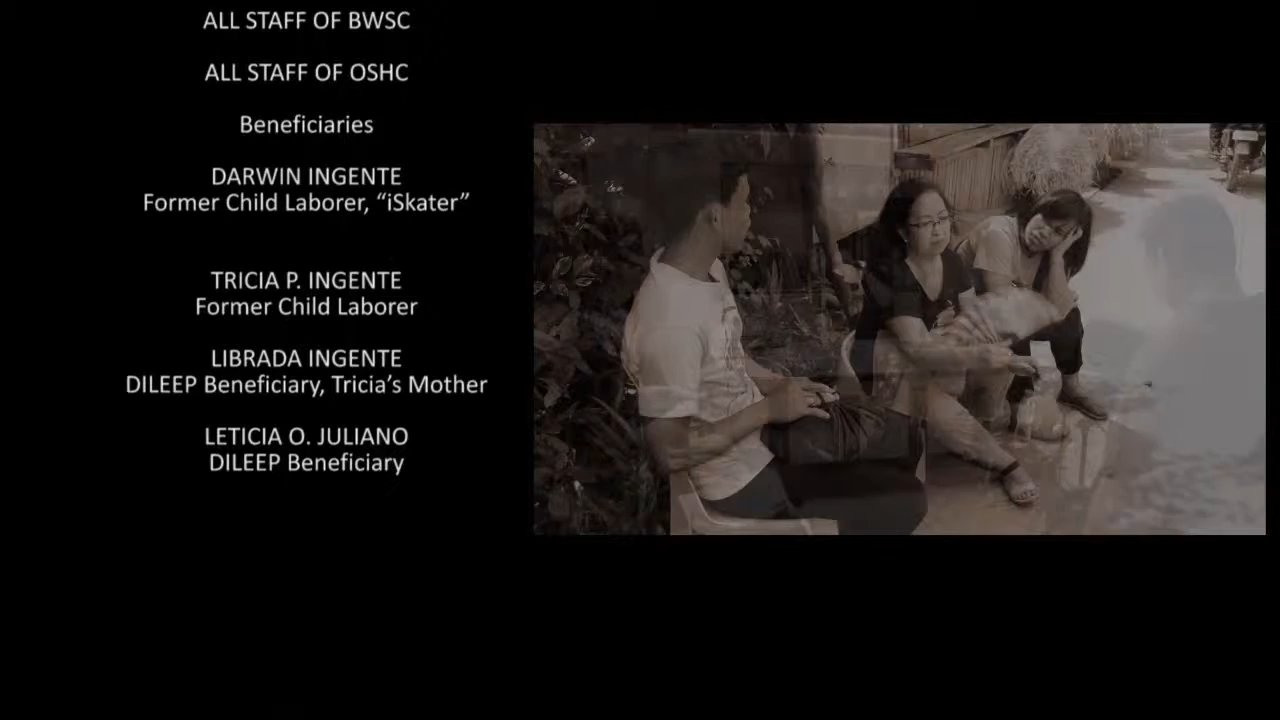 ALL STAFF OF BWSC
ALL STAFF OF OSHC
Beneficiaries
DARWIN INGENTE
Former Child Laborer, “iSkater”
TRICIA P. INGENTE
Former Child Laborer
LIBRADA INGENTE
DILEEP Beneficiary, Tricia’s Mother
LETICIA O. JULIANO
DILEEP Beneficiary